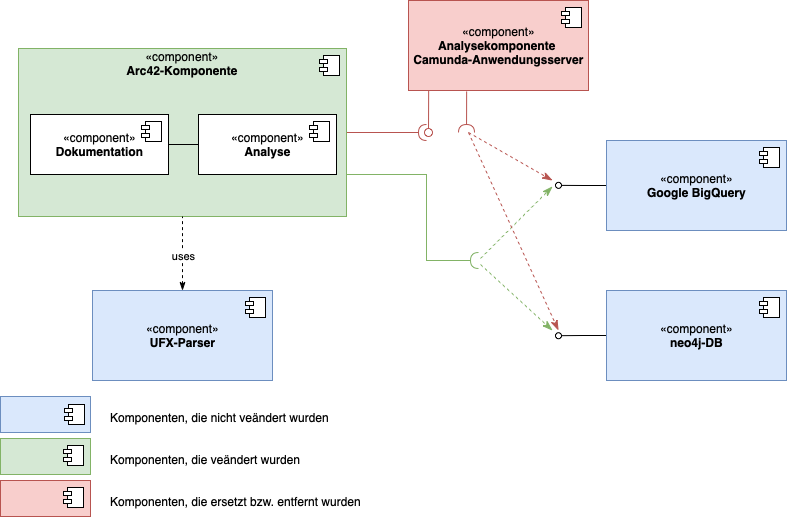 «component»
Analysekomponente
Camunda-Anwendungsserver
«component»
Arc42-Komponente
«component»
Dokumentation
«component»
Analyse
«component»
Google BigQuery
uses
«component»
UFX-Parser
«component»
neo4j-DB
Komponenten, die nicht veändert wurden
Komponenten, die veändert wurden
Komponenten, die ersetzt bzw. entfernt wurden